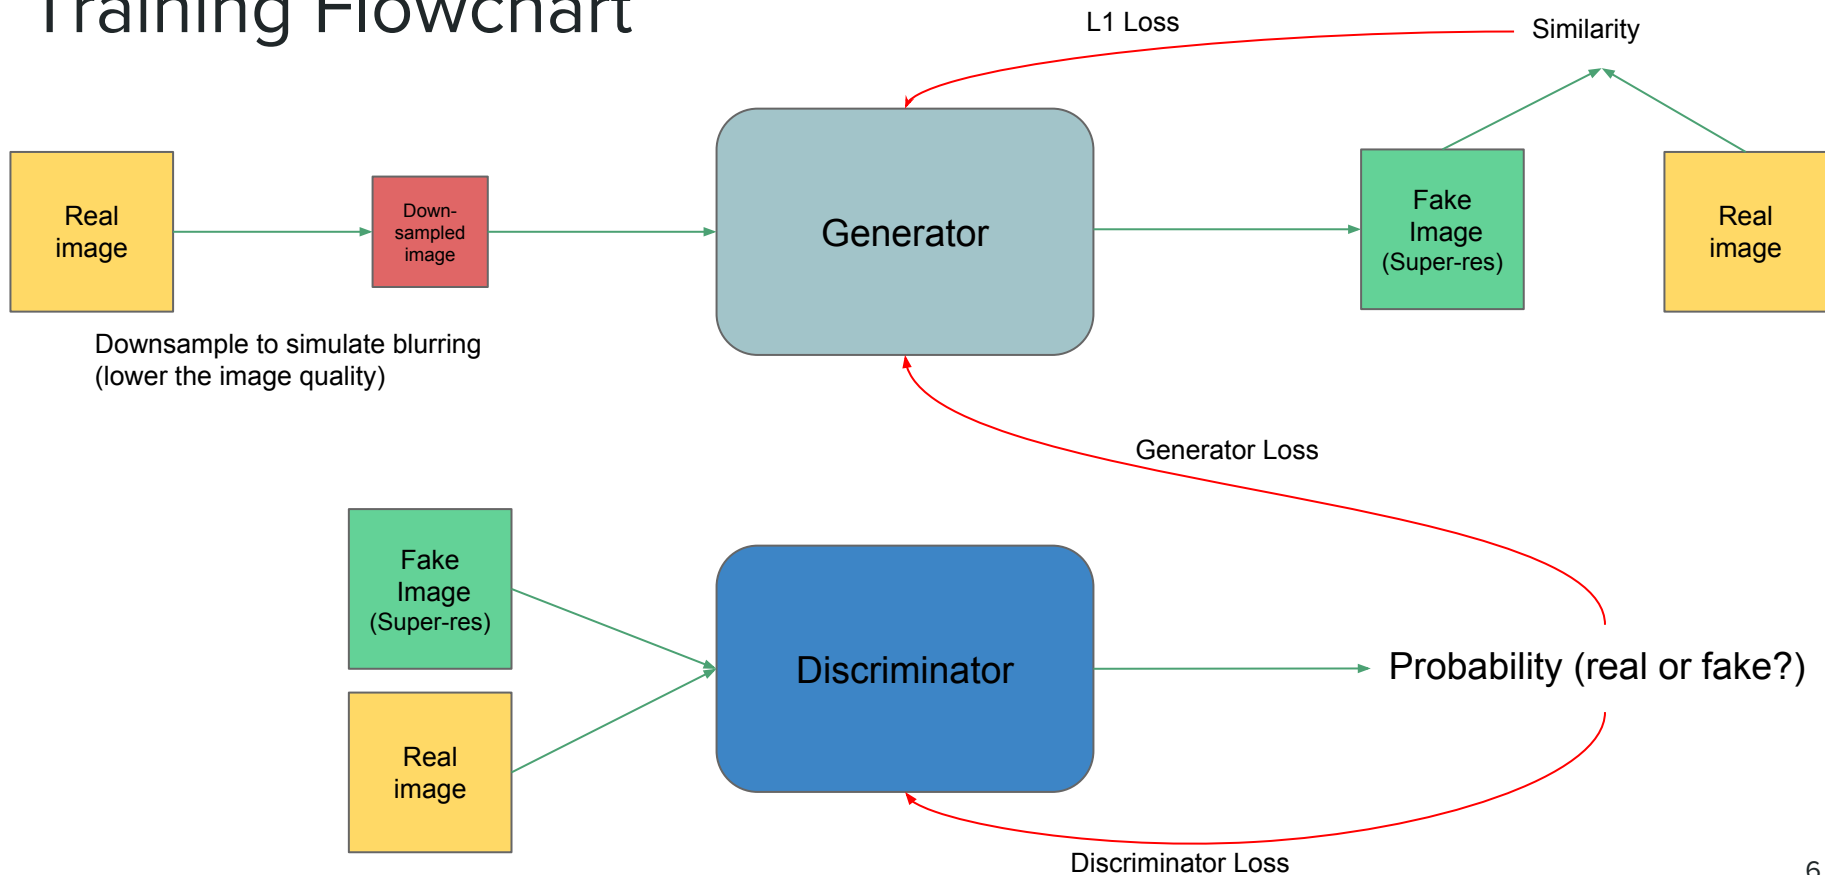 Training Flowchart
L1 Loss
Similarity
Real
image
Down-
sampled
image
Generator
Fake
Image
(Super-res)
Real
image
Downsample to simulate blurring
(lower the image quality)
Generator Loss
Fake
Image
(Super-res)
Real
image
Discriminator
Probability (real or fake?)
Discriminator Loss
6